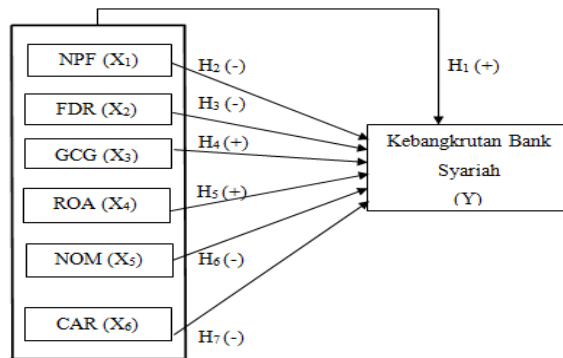 NPF (X₁)
FDR (X₂)
GCG (X₃)
ROA (X₄)
NOM (X₅)
CAR (X₆)
H₂ (-)
H₃ (-)
H₄ (+)
H₅ (+)
H₆ (-)
H₇ (-)
H₁ (+)
Kebangkrutan Bank
Syariah
(Y)